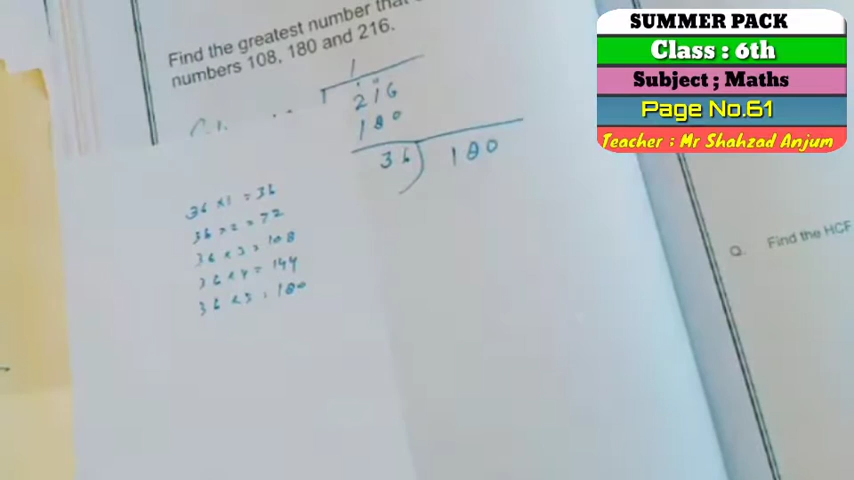 Find the greatest number that
numbers 108, 180 and 216.
1
216
180
36 ) 180
36 × 1 = 36
36 × 2 = 72
36 × 3 = 108
36 × 4 = 144
36 × 5 = 180
SUMMER PACK
Class : 6th
Subject ; Maths
Page No.61
Teacher : Mr Shahzad Anjum
Q. Find the HCF